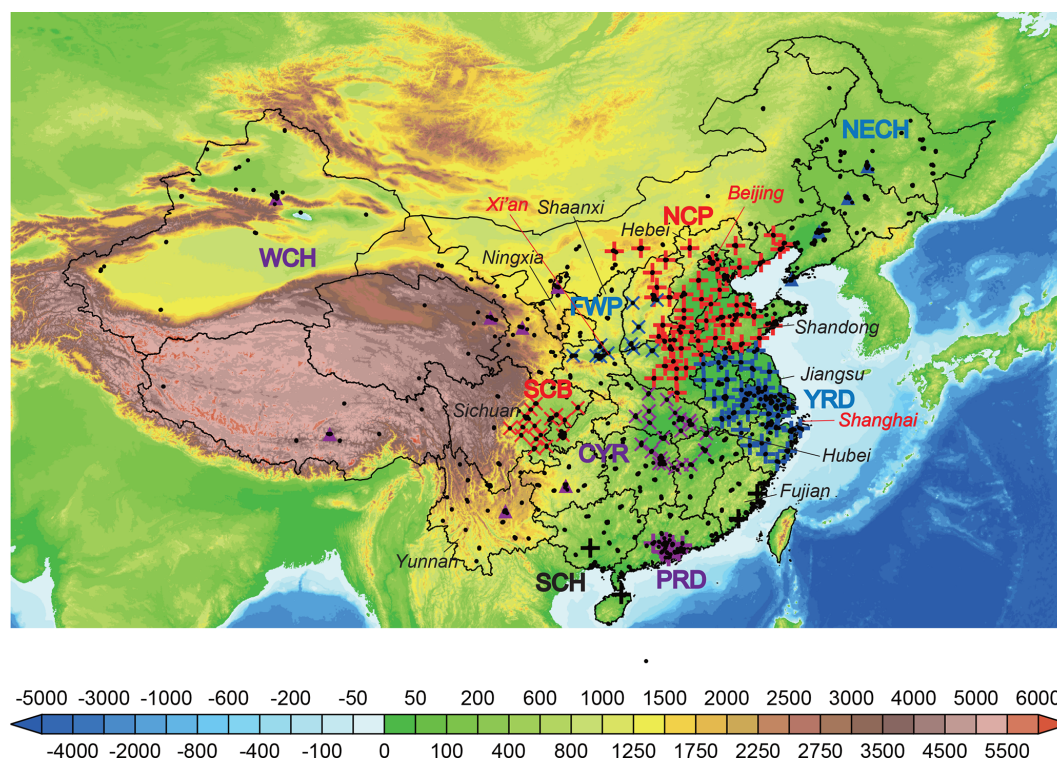 NECH
Beijing
Xi'an
Shaanxi
NCP
Hebei
WCH
Ningxia
FWP
Shandong
Jiangsu
SCB
YRD
Sichuan
Shanghai
CYR
Hubei
Fujian
Yunnan
SCH
PRD
-5000 -3000 -1000 -600 -200 -50 50 200 600 1000 1500 2000 2500 3000 4000 5000 6000
-4000 -2000 -800 -400 -100 0 100 400 800 1250 1750 2250 2750 3500 4500 5500